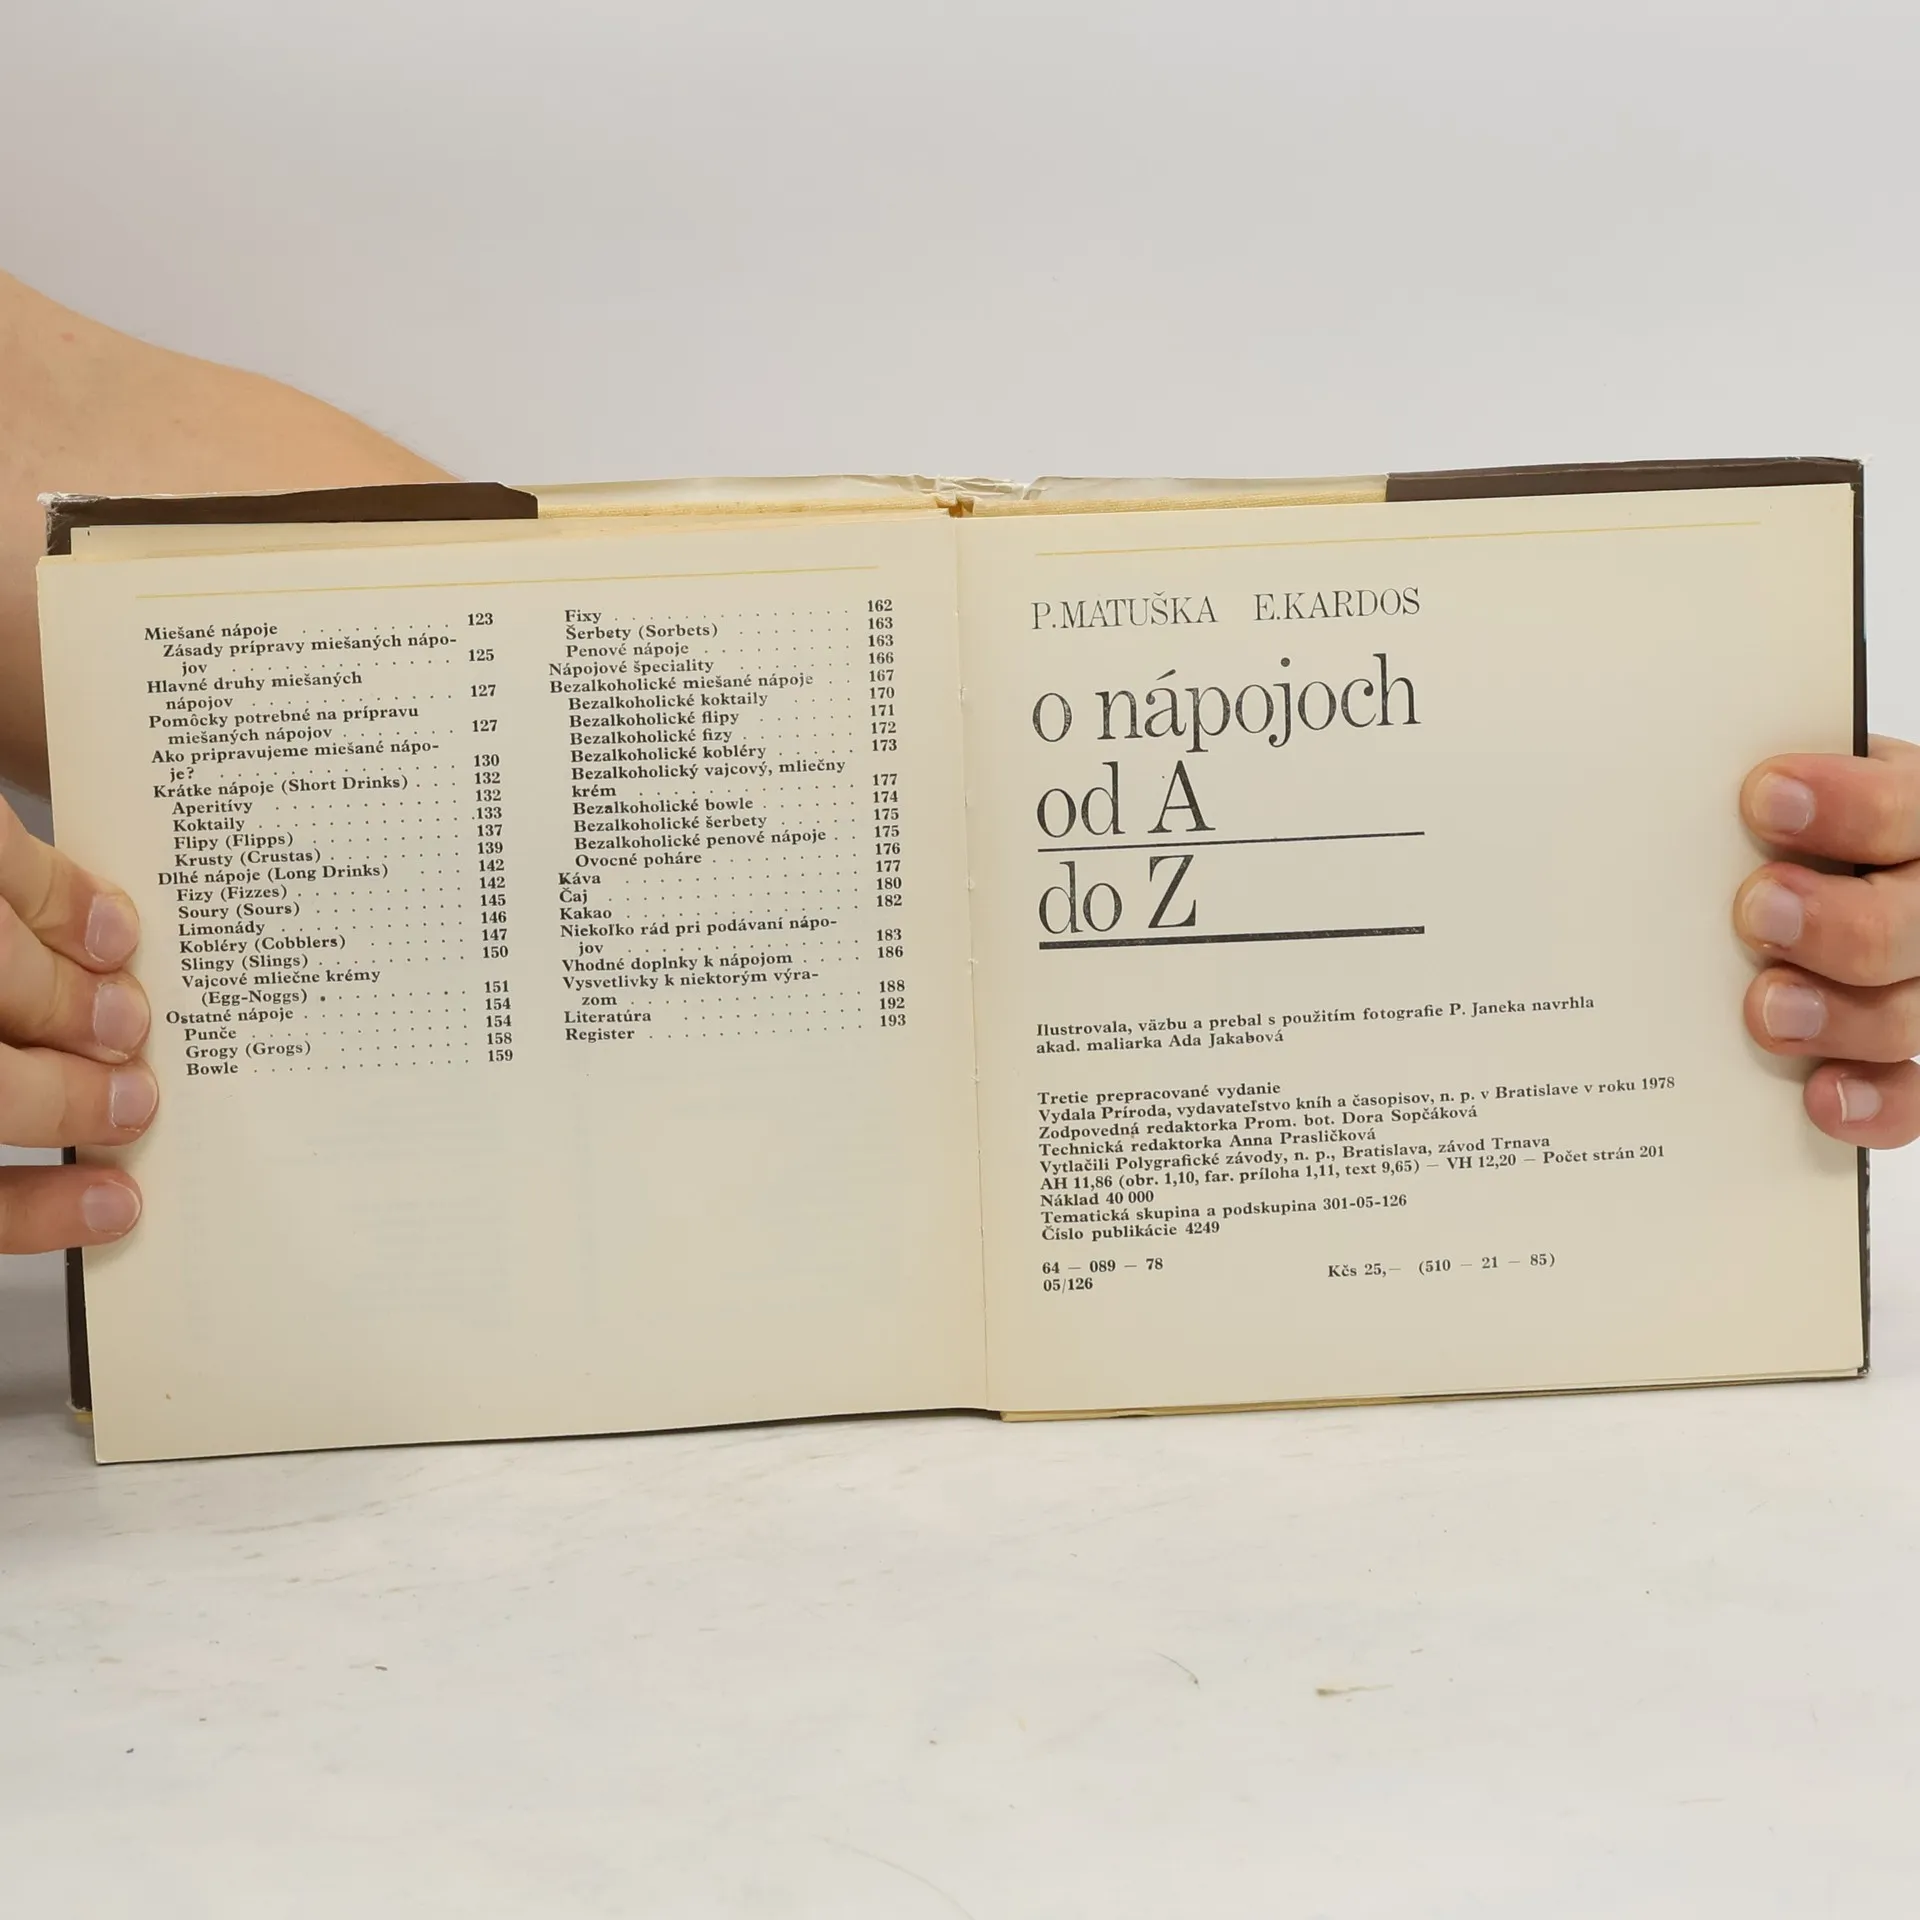 Miešané nápoje . . . . . . . . . 123
Zásady prípravy miešaných nápo-
jov . . . . . . . . . . . . . 125
Hlavné druhy miešaných
nápojov . . . . . . . . . . . 127
Pomôcky potrebné na prípravu
miešaných nápojov . . . . . . . 127
Ako pripravujeme miešané nápo-
je? . . . . . . . . . . . . . 130
Krátke nápoje (Short Drinks) . . . 132
Aperitívy . . . . . . . . . . . 132
Koktaily . . . . . . . . . . . . 133
Flipy (Flipps) . . . . . . . . . 137
Krusty (Crustas) . . . . . . . . 139
Dlhé nápoje (Long Drinks) . . . 142
Fizy (Fizzes) . . . . . . . . . . 142
Soury (Sours) . . . . . . . . . 145
Limonády . . . . . . . . . . . 146
Kobléry (Cobblers) . . . . . . 147
Slingy (Slings) . . . . . . . . . 150
Vajcové mliečne krémy
(Egg-Noggs) . . . . . . . . . 151
Ostatné nápoje . . . . . . . . . . 154
Punče . . . . . . . . . . . . . 154
Grogy (Grogs) . . . . . . . . 158
Bowle . . . . . . . . . . . . . 159
Fixy . . . . . . . . . . . . . . 162
Šerbety (Sorbets) . . . . . . . 163
Penové nápoje . . . . . . . . . 163
Nápojové špeciality . . . . . . . 166
Bezalkoholické miešané nápoje . . 167
Bezalkoholické koktaily . . . . 170
Bezalkoholické flipy . . . . . . 171
Bezalkoholické fizy . . . . . . . 172
Bezalkoholické kobléry . . . . . 173
Bezalkoholický vajcový, mliečny
krém . . . . . . . . . . . . . 177
Bezalkoholické bowle . . . . . . 174
Bezalkoholické šerbety . . . . . 175
Bezalkoholické penové nápoje . . 175
Ovocné poháre . . . . . . . . . 176
Káva . . . . . . . . . . . . . . 177
Čaj . . . . . . . . . . . . . . . 180
Kakao . . . . . . . . . . . . . . 182
Niekoľko rád pri podávaní nápo-
jov . . . . . . . . . . . . . . 183
Vhodné doplnky k nápojom . . . . 186
Vysvetlivky k niektorým výra-
zom . . . . . . . . . . . . . . 188
Literatúra . . . . . . . . . . . 192
Register . . . . . . . . . . . . . 193
P. MATUŠKA E. KARDOS
o nápojoch
od A
do Z
Ilustrovala, väzbu a prebal s použitím fotografie P. Janeka navrhla
akad. maliarka Ada Jakabová
Tretie prepracované vydanie
Vydala Príroda, vydavateľstvo kníh a časopisov, n. p. v Bratislave v roku 1978
Zodpovedná redaktorka Prom. bot. Dora Sopčáková
Technická redaktorka Anna Prasličková
Vytlačili Polygrafické závody, n. p., Bratislava, závod Trnava
AH 11,86 (obr. 1,10, far. príloha 1,11, text 9,65) — VH 12,20 — Počet strán 201
Náklad 40 000
Tematická skupina a podskupina 301-05-126
Číslo publikácie 4249
64 — 089 — 78
05/126
Kčs 25,— (510 — 21 — 85)